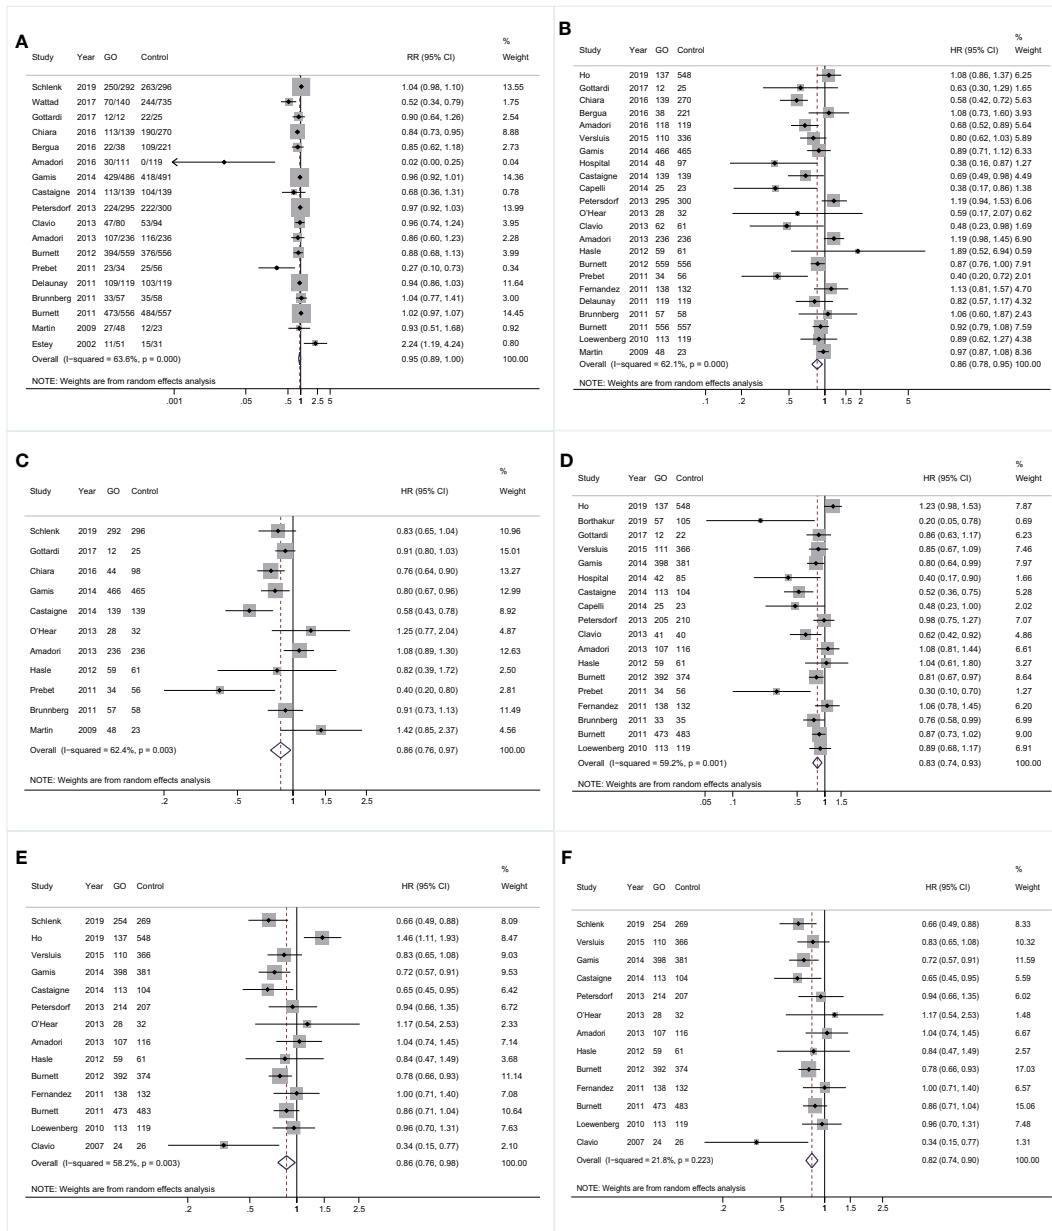 A
%
Study Year GO Control RR (95% CI) Weight
Schlenk 2019 250/292 263/296 1.04 (0.98, 1.10) 13.55
Wattad 2017 70/140 244/735 0.52 (0.34, 0.79) 1.75
Gottardi 2017 12/12 22/25 0.90 (0.64, 1.26) 2.54
Chiara 2016 113/139 190/270 0.84 (0.73, 0.95) 8.88
Bergua 2016 22/38 109/221 0.85 (0.62, 1.18) 2.73
Amadori 2016 30/111 0/119 0.02 (0.00, 0.25) 0.04
Gamis 2014 429/486 418/491 0.96 (0.92, 1.01) 14.36
Castaigne 2014 113/139 104/139 0.68 (0.36, 1.31) 0.78
Petersdorf 2013 224/295 222/300 0.97 (0.92, 1.03) 13.99
Clavio 2013 47/80 53/94 0.96 (0.74, 1.24) 3.95
Amadori 2013 107/236 116/236 0.86 (0.60, 1.23) 2.28
Burnett 2012 394/559 376/556 0.88 (0.68, 1.13) 3.99
Prebet 2011 23/34 25/56 0.27 (0.10, 0.73) 0.34
Delaunay 2011 109/119 103/119 0.94 (0.86, 1.03) 11.64
Brunnberg 2011 33/57 35/58 1.04 (0.77, 1.41) 3.00
Burnett 2011 473/556 484/557 1.02 (0.97, 1.07) 14.45
Martin 2009 27/48 12/23 0.93 (0.51, 1.68) 0.92
Estey 2002 11/51 15/31 2.24 (1.19, 4.24) 0.80
Overall (I−squared = 63.6%, p = 0.000) 0.95 (0.89, 1.00) 100.00
NOTE: Weights are from random effects analysis
.001 .05 .5 1 2.5 5
B
%
Study Year GO Control HR (95% CI) Weight
Ho 2019 137 548 1.08 (0.86, 1.37) 6.25
Gottardi 2017 12 25 0.63 (0.30, 1.29) 1.65
Chiara 2016 139 270 0.58 (0.42, 0.72) 5.63
Bergua 2016 38 221 1.08 (0.73, 1.60) 3.93
Amadori 2016 118 119 0.68 (0.52, 0.89) 5.64
Versluis 2015 110 336 0.80 (0.62, 1.03) 5.89
Gamis 2014 466 465 0.89 (0.71, 1.12) 6.33
Hospital 2014 48 97 0.38 (0.16, 0.87) 1.27
Castaigne 2014 139 139 0.69 (0.49, 0.98) 4.49
Capelli 2014 25 23 0.38 (0.17, 0.86) 1.38
Petersdorf 2013 295 300 1.19 (0.94, 1.53) 6.06
O'Hear 2013 28 32 0.59 (0.17, 2.07) 0.62
Clavio 2013 62 61 0.48 (0.23, 0.98) 1.69
Amadori 2013 236 236 1.19 (0.98, 1.45) 6.90
Hasle 2012 59 61 1.89 (0.52, 6.94) 0.59
Burnett 2012 559 556 0.87 (0.76, 1.00) 7.91
Prebet 2011 34 56 0.40 (0.20, 0.72) 2.01
Fernandez 2011 138 132 1.13 (0.81, 1.57) 4.70
Delaunay 2011 119 119 0.82 (0.57, 1.17) 4.32
Brunnberg 2011 57 58 1.06 (0.60, 1.87) 2.43
Burnett 2011 556 557 0.92 (0.79, 1.08) 7.59
Loewenberg 2010 113 119 0.89 (0.62, 1.27) 4.38
Martin 2009 48 23 0.97 (0.87, 1.08) 8.36
Overall (I−squared = 62.1%, p = 0.000) 0.86 (0.78, 0.95) 100.00
NOTE: Weights are from random effects analysis
.1 .2 .5 1 1.5 2 5
C
%
Study Year GO Control HR (95% CI) Weight
Schlenk 2019 292 296 0.83 (0.65, 1.04) 10.96
Gottardi 2017 12 25 0.91 (0.80, 1.03) 15.01
Chiara 2016 44 98 0.76 (0.64, 0.90) 13.27
Gamis 2014 466 465 0.80 (0.67, 0.96) 12.99
Castaigne 2014 139 139 0.58 (0.43, 0.78) 8.92
O'Hear 2013 28 32 1.25 (0.77, 2.04) 4.87
Amadori 2013 236 236 1.08 (0.89, 1.30) 12.63
Hasle 2012 59 61 0.82 (0.39, 1.72) 2.50
Prebet 2011 34 56 0.40 (0.20, 0.80) 2.81
Brunnberg 2011 57 58 0.91 (0.73, 1.13) 11.49
Martin 2009 48 23 1.42 (0.85, 2.37) 4.56
Overall (I−squared = 62.4%, p = 0.003) 0.86 (0.76, 0.97) 100.00
NOTE: Weights are from random effects analysis
.2 .5 1 1.5 2.5
D
%
Study Year GO Control HR (95% CI) Weight
Ho 2019 137 548 1.23 (0.98, 1.53) 7.87
Borthakur 2019 57 105 0.20 (0.05, 0.78) 0.69
Gottardi 2017 12 22 0.86 (0.63, 1.17) 6.23
Versluis 2015 111 366 0.85 (0.67, 1.09) 7.46
Gamis 2014 398 381 0.80 (0.64, 0.99) 7.97
Hospital 2014 42 85 0.40 (0.17, 0.90) 1.66
Castaigne 2014 113 104 0.52 (0.36, 0.75) 5.28
Capelli 2014 25 23 0.48 (0.23, 1.00) 2.02
Petersdorf 2013 205 210 0.98 (0.75, 1.27) 7.07
Clavio 2013 41 40 0.62 (0.42, 0.92) 4.86
Amadori 2013 107 116 1.08 (0.81, 1.44) 6.61
Hasle 2012 59 61 1.04 (0.61, 1.80) 3.27
Burnett 2012 392 374 0.81 (0.67, 0.97) 8.64
Prebet 2011 34 56 0.30 (0.10, 0.70) 1.27
Fernandez 2011 138 132 1.06 (0.78, 1.45) 6.20
Brunnberg 2011 33 35 0.76 (0.58, 0.99) 6.99
Burnett 2011 473 483 0.87 (0.73, 1.02) 9.00
Loewenberg 2010 113 119 0.89 (0.68, 1.17) 6.91
Overall (I−squared = 59.2%, p = 0.001) 0.83 (0.74, 0.93) 100.00
NOTE: Weights are from random effects analysis
.05 .1 .5 1 1.5
E
%
Study Year GO Control HR (95% CI) Weight
Schlenk 2019 254 269 0.66 (0.49, 0.88) 8.09
Ho 2019 137 548 1.46 (1.11, 1.93) 8.47
Versluis 2015 110 366 0.83 (0.65, 1.08) 9.03
Gamis 2014 398 381 0.72 (0.57, 0.91) 9.53
Castaigne 2014 113 104 0.65 (0.45, 0.95) 6.42
Petersdorf 2013 214 207 0.94 (0.66, 1.35) 6.72
O'Hear 2013 28 32 1.17 (0.54, 2.53) 2.33
Amadori 2013 107 116 1.04 (0.74, 1.45) 7.14
Hasle 2012 59 61 0.84 (0.47, 1.49) 3.68
Burnett 2012 392 374 0.78 (0.66, 0.93) 11.14
Fernandez 2011 138 132 1.00 (0.71, 1.40) 7.08
Burnett 2011 473 483 0.86 (0.71, 1.04) 10.64
Loewenberg 2010 113 119 0.96 (0.70, 1.31) 7.63
Clavio 2007 24 26 0.34 (0.15, 0.77) 2.10
Overall (I−squared = 58.2%, p = 0.003) 0.86 (0.76, 0.98) 100.00
NOTE: Weights are from random effects analysis
.2 .5 1 1.5 2.5
F
%
Study Year GO Control HR (95% CI) Weight
Schlenk 2019 254 269 0.66 (0.49, 0.88) 8.33
Versluis 2015 110 366 0.83 (0.65, 1.08) 10.32
Gamis 2014 398 381 0.72 (0.57, 0.91) 11.59
Castaigne 2014 113 104 0.65 (0.45, 0.95) 5.59
Petersdorf 2013 214 207 0.94 (0.66, 1.35) 6.02
O'Hear 2013 28 32 1.17 (0.54, 2.53) 1.48
Amadori 2013 107 116 1.04 (0.74, 1.45) 6.67
Hasle 2012 59 61 0.84 (0.47, 1.49) 2.57
Burnett 2012 392 374 0.78 (0.66, 0.93) 17.03
Fernandez 2011 138 132 1.00 (0.71, 1.40) 6.57
Burnett 2011 473 483 0.86 (0.71, 1.04) 15.06
Loewenberg 2010 113 119 0.96 (0.70, 1.31) 7.48
Clavio 2007 24 26 0.34 (0.15, 0.77) 1.31
Overall (I−squared = 21.8%, p = 0.223) 0.82 (0.74, 0.90) 100.00
NOTE: Weights are from random effects analysis
.2 .5 1 1.5 2.5